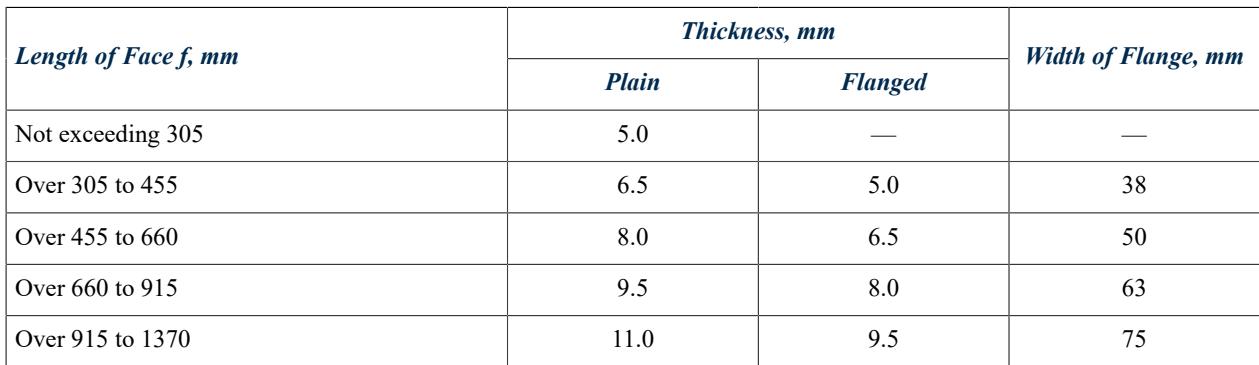 Length of Face f, mm Thickness, mm Width of Flange, mm
Plain Flanged
Not exceeding 305 5.0 — —
Over 305 to 455 6.5 5.0 38
Over 455 to 660 8.0 6.5 50
Over 660 to 915 9.5 8.0 63
Over 915 to 1370 11.0 9.5 75